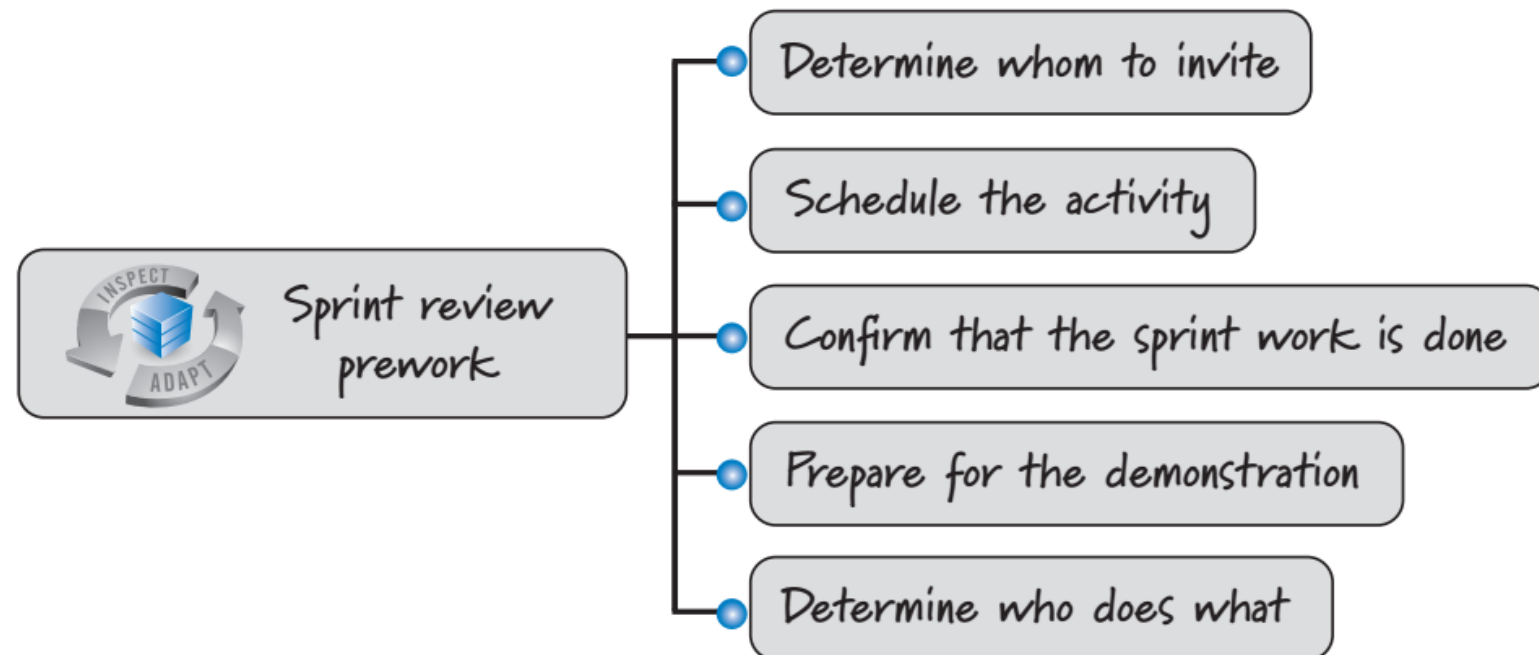 Determine whom to invite
Schedule the activity
INSPECT
ADAPT
Sprint review
prework
Confirm that the sprint work is done
Prepare for the demonstration
Determine who does what